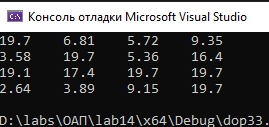 Консоль отладки Microsoft Visual Studio
19.7 6.81 5.72 9.35
3.58 19.7 5.36 16.4
19.1 17.4 19.7 19.7
2.64 3.89 9.15 19.7
D:\labs\ОАП\lab14\x64\Debug\dop33.